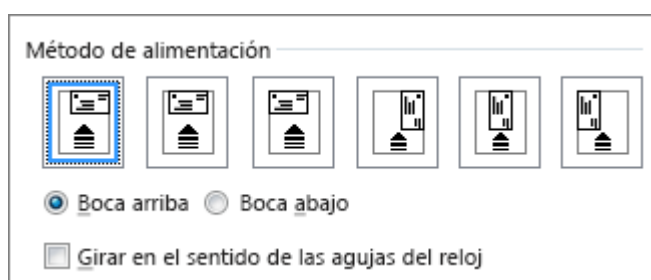 Método de alimentación
Boca arriba Boca abajo
Girar en el sentido de las agujas del reloj